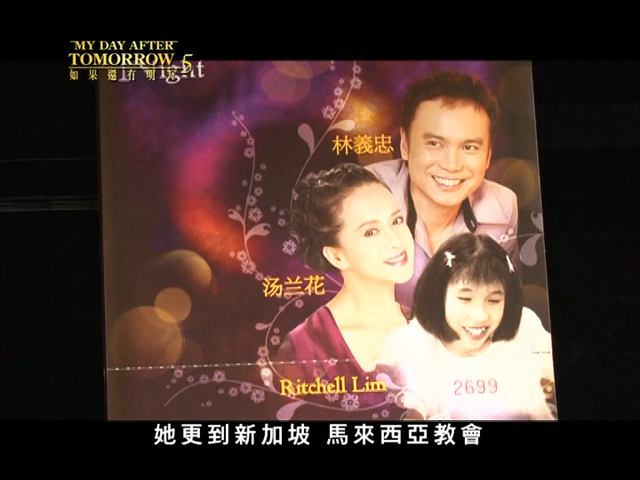 MY DAY AFTER
TOMORROW 5
如果還有明天
night
林義忠
汤兰花
Ritchell Lim
2699
她更到新加坡 馬來西亞教會